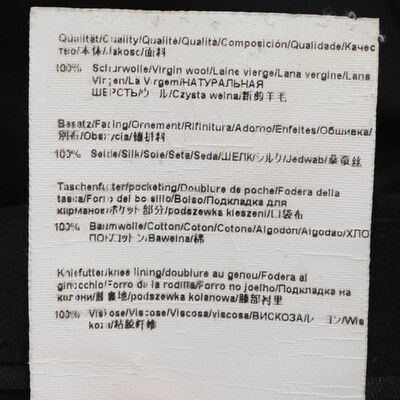 Qualität/Quality/Qualité/Qualita/Composición/Qualidade/Качес
тво/本体/Jakosc/面料
100% Schurwolle/Virgin wool/Laine vierge/Lana vergine/Lana
Virgen/La Virgem/НАТУРАЛЬНАЯ
ШЕРСТЬ/ウール/Czysta welna/新剪羊毛
Besatz/Facing/Ornement/Rifinitura/Adorno/Enfeites/Обшивка/
別布/Obszycia/镶拼料
100% Seide/Silk/Soie/Seta/Seda/ШЕЛК/シルク/Jedwab/桑蚕丝
Taschenfutter/pocketing/Doublure de poche/Fodera della
tasca/Forro del bolsillo/Bolso/Подкладка для
карманов/ポケット部分/podszewka kieszeni/口袋布
100% Baumwolle/Cotton/Coton/Cotone/Algodón/Algodao/ХЛО
ПОК/コットン/Bawelna/棉
Kniefutter/knee lining/doublure au genou/Fodera al
ginocchio/Forro de la rodilla/Forro no joelho/Подкладка на
колени/膝裏地/podszewka kolanowa/膝部衬里
100% Viskose/Viscose/Viscose/Viscosa/viscosa/ВИСКОЗА/レーヨン/Wis
koza/粘胶纤维